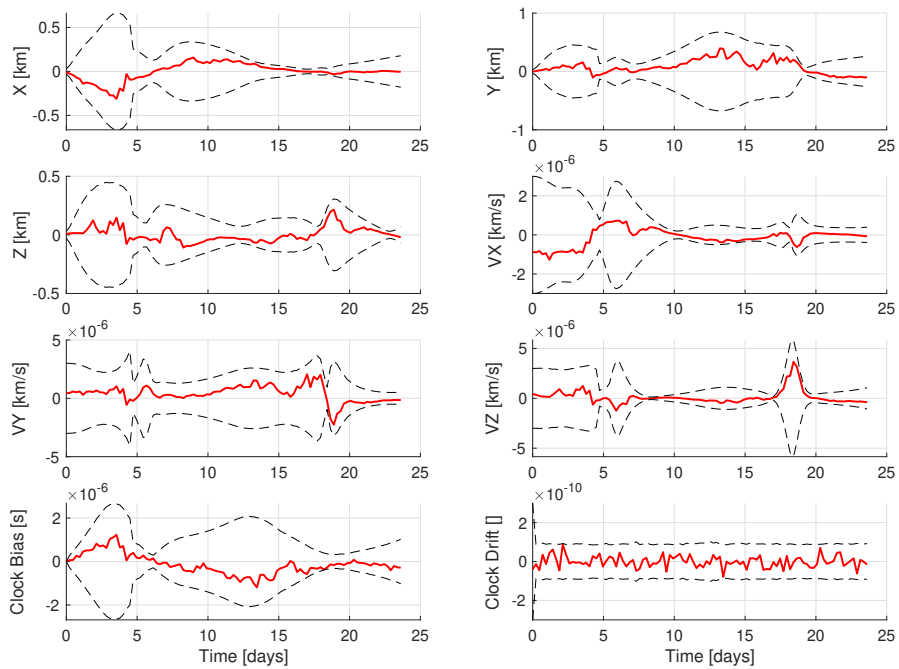 X [km]
0.5
0
-0.5
0 5 10 15 20 25
Y [km]
1
0
-1
0 5 10 15 20 25
Z [km]
0.5
0
-0.5
0 5 10 15 20 25
×10⁻⁶
VX [km/s]
2
0
-2
0 5 10 15 20 25
×10⁻⁶
VY [km/s]
5
0
-5
0 5 10 15 20 25
×10⁻⁶
VZ [km/s]
5
0
-5
0 5 10 15 20 25
×10⁻⁶
Clock Bias [s]
2
0
-2
0 5 10 15 20 25
Time [days]
×10⁻¹⁰
Clock Drift []
2
0
-2
0 5 10 15 20 25
Time [days]